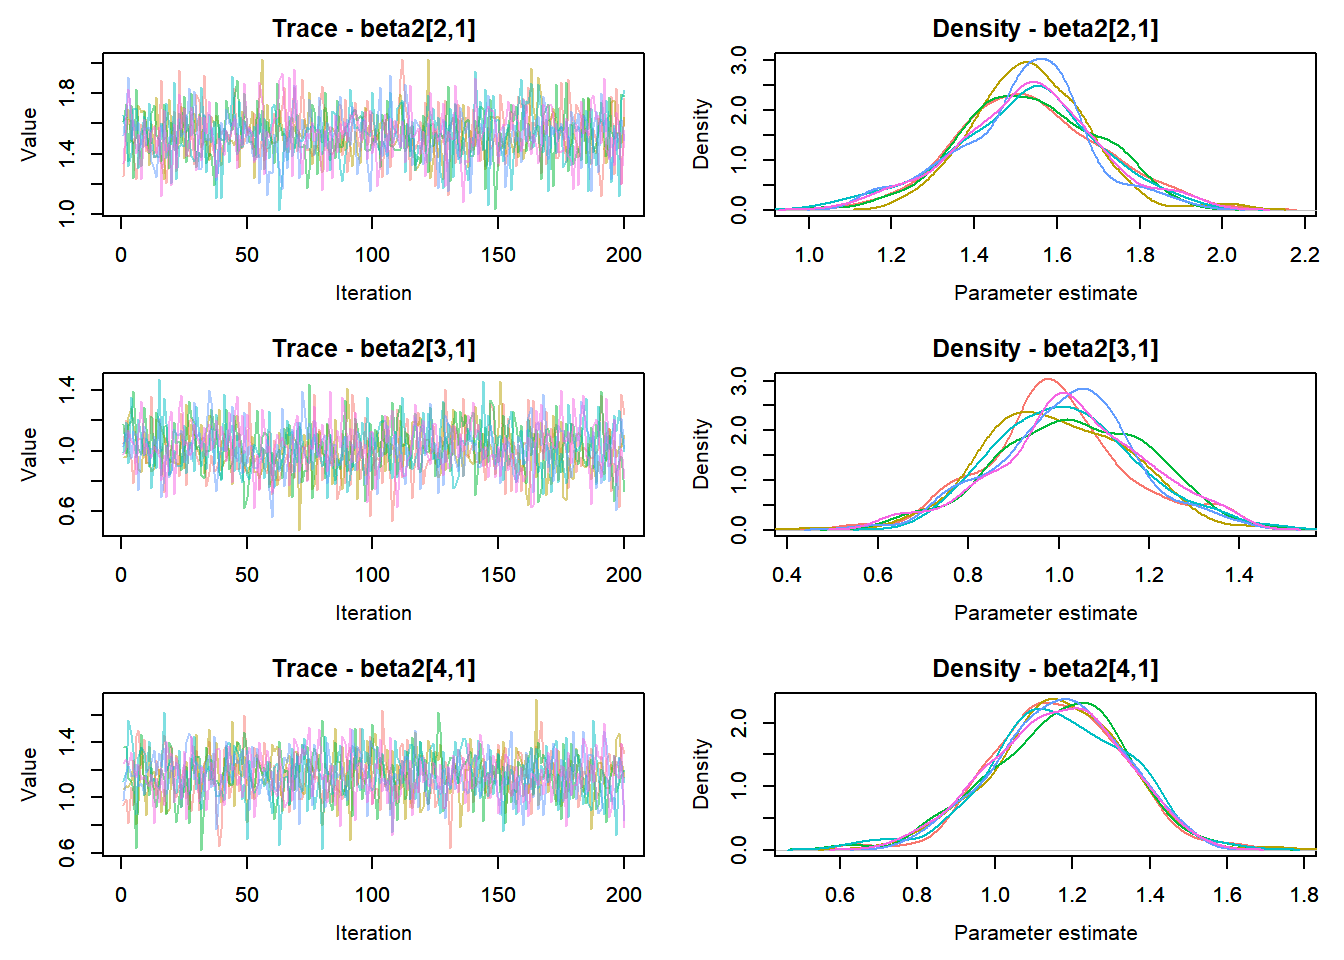 Trace - beta2[2,1]
Value
1.0 1.4 1.8
0 50 100 150 200
Iteration
Density - beta2[2,1]
Density
0.0 1.0 2.0 3.0
1.0 1.2 1.4 1.6 1.8 2.0 2.2
Parameter estimate
Trace - beta2[3,1]
Value
0.6 1.0 1.4
0 50 100 150 200
Iteration
Density - beta2[3,1]
Density
0.0 1.0 2.0 3.0
0.4 0.6 0.8 1.0 1.2 1.4
Parameter estimate
Trace - beta2[4,1]
Value
0.6 1.0 1.4
0 50 100 150 200
Iteration
Density - beta2[4,1]
Density
0.0 1.0 2.0
0.6 0.8 1.0 1.2 1.4 1.6 1.8
Parameter estimate